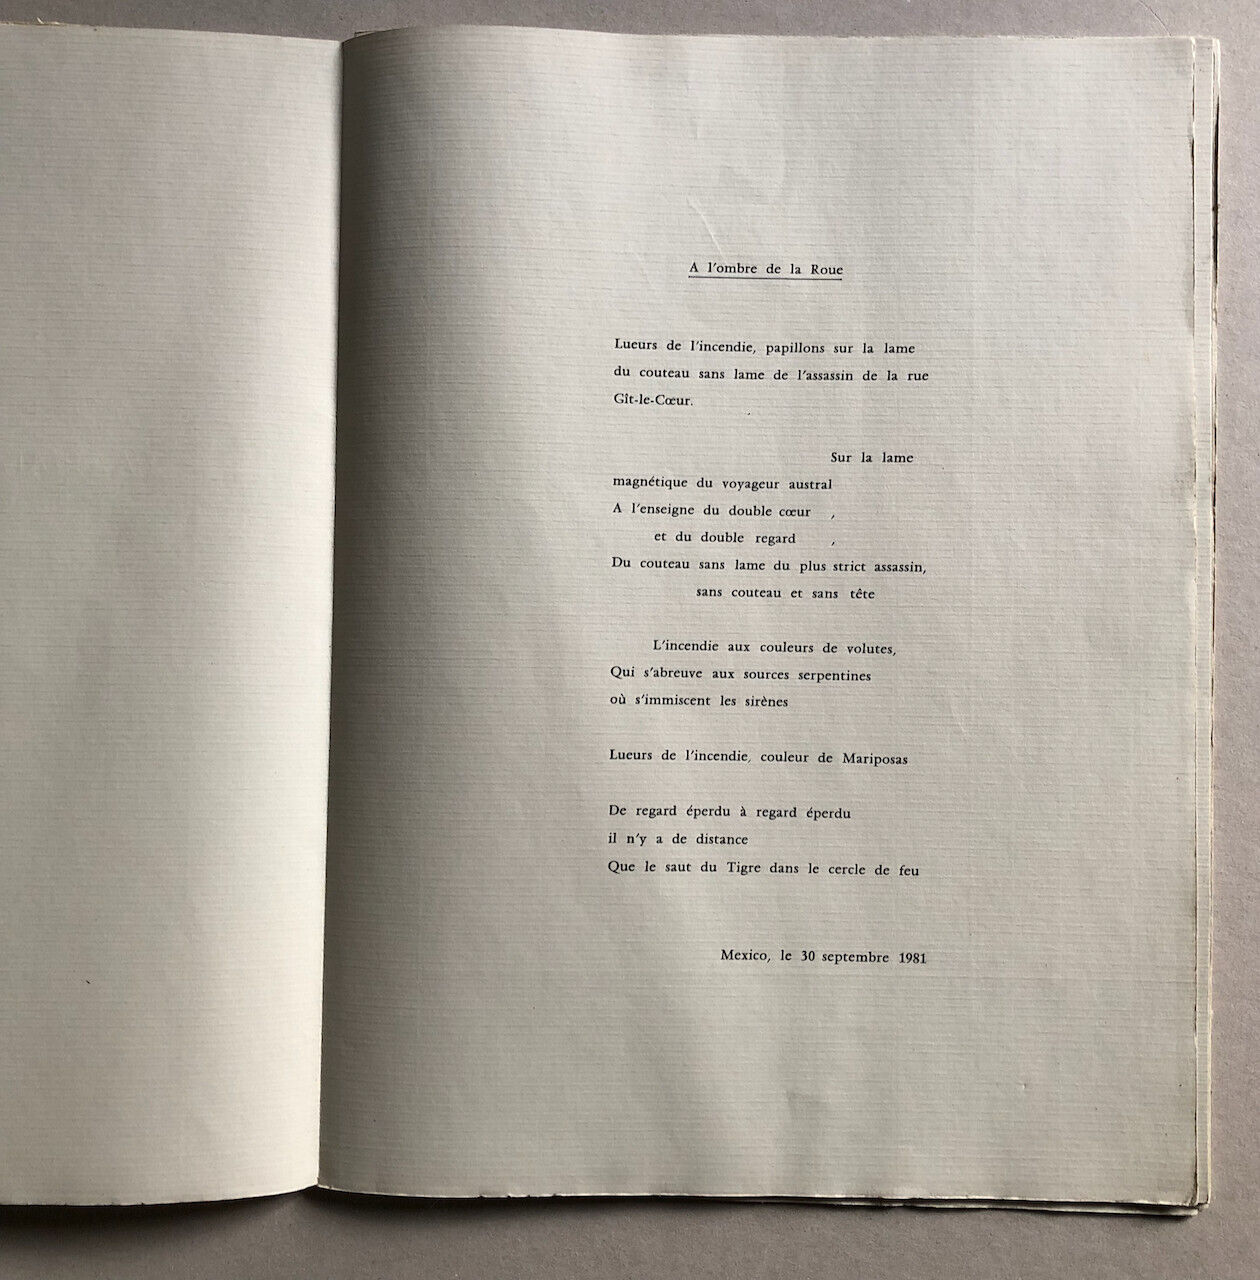 A l'ombre de la Roue
Lueurs de l'incendie, papillons sur la lame
du couteau sans lame de l'assassin de la rue
Gît-le-Cœur.
Sur la lame
magnétique du voyageur austral
A l'enseigne du double cœur ,
et du double regard ,
Du couteau sans lame du plus strict assassin,
sans couteau et sans tête
L'incendie aux couleurs de volutes,
Qui s'abreuve aux sources serpentines
où s'immiscent les sirènes
Lueurs de l'incendie, couleur de Mariposas
De regard éperdu à regard éperdu
il n'y a de distance
Que le saut du Tigre dans le cercle de feu
Mexico, le 30 septembre 1981